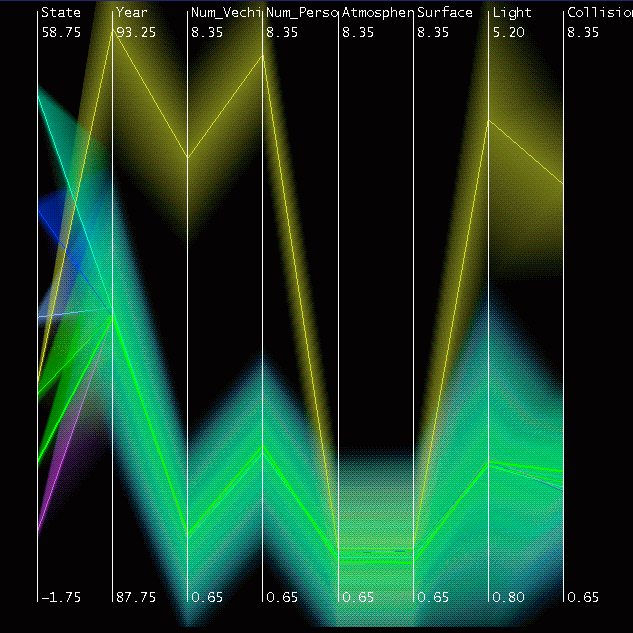 State Year Num_Vechi Num_Perso Atmospher Surface Light Collision
58.75 93.25 8.35 8.35 8.35 8.35 5.20 8.35
-1.75 87.75 0.65 0.65 0.65 0.65 0.80 0.65